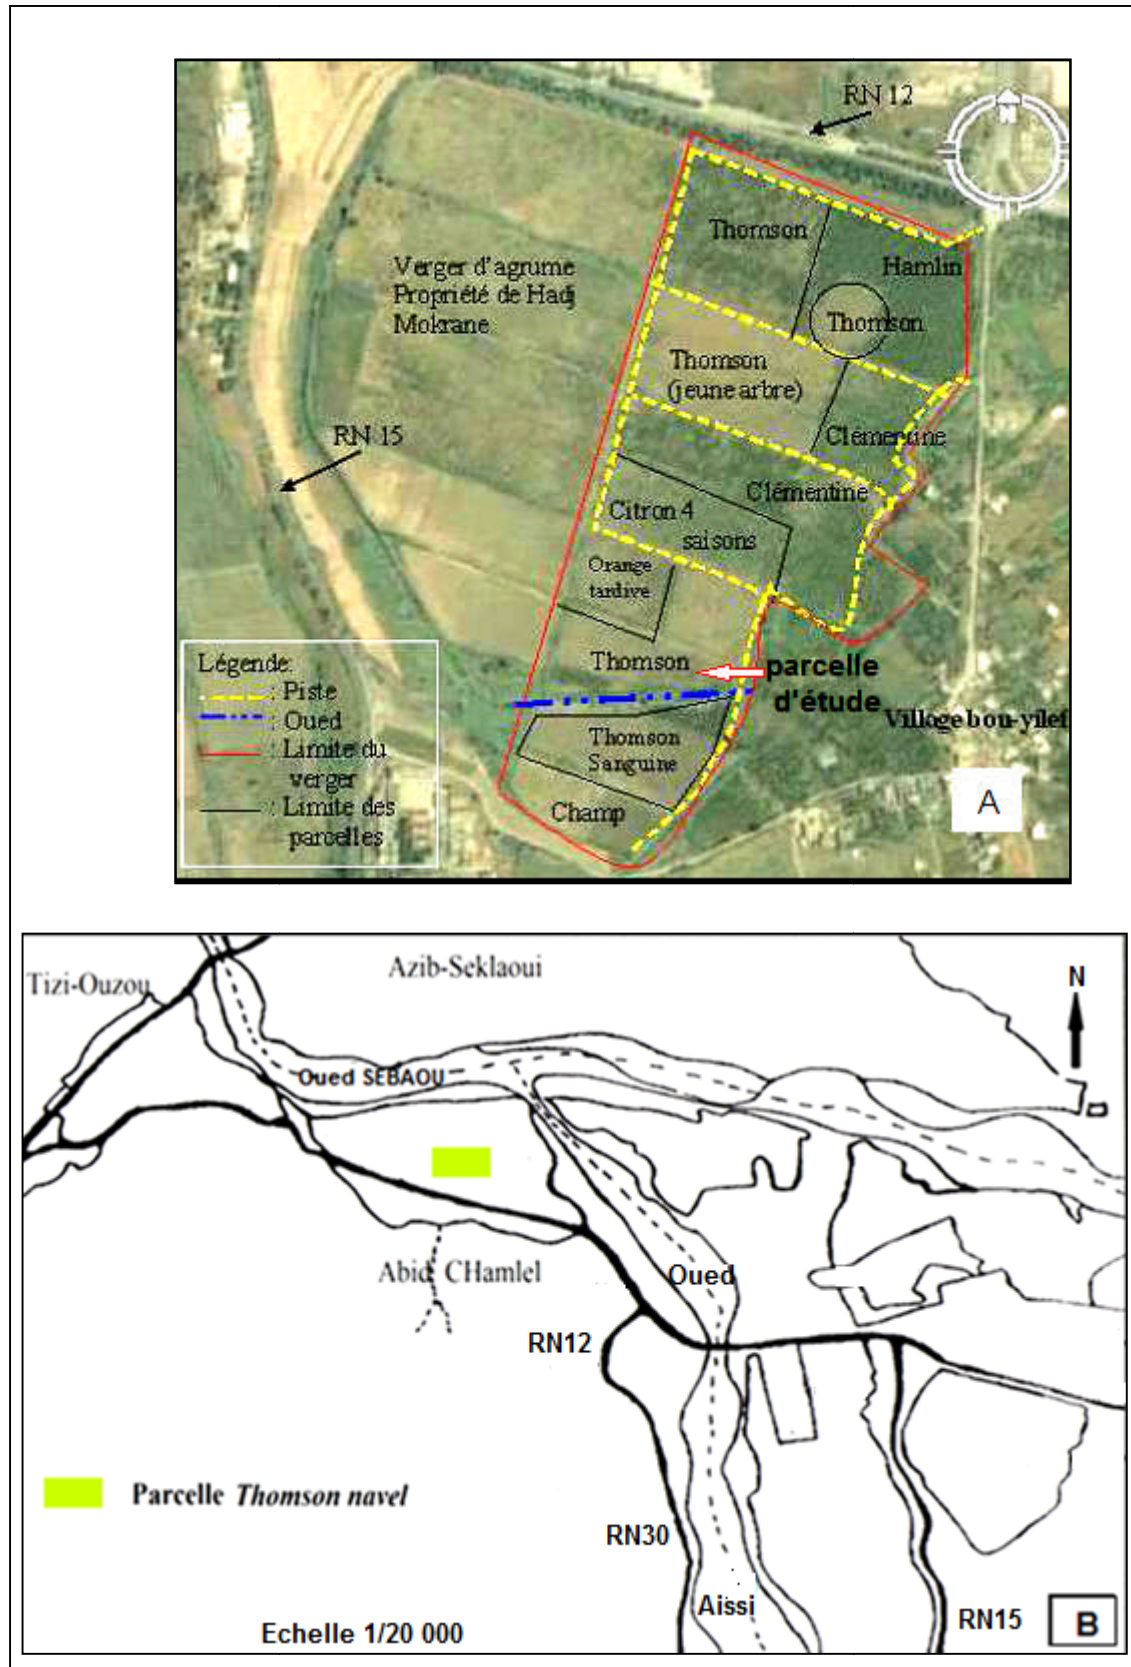 RN 12
N
Thomson
Hamlin
Verger d'agrume
Propriété de Hadj
Mokrane
Thomson
Thomson
(jeune arbre)
RN 15
Clémentine
Clémentine
Citron 4
saisons
Orange
tardive
Thomson
parcelle
d'étude
Village bou-yilef
Légende:
: Piste
: Oued
: Limite du
verger
: Limite des
parcelles
Thomson
Sanguine
Champ
A
Tizi-Ouzou
Azib-Seklaoui
N
Oued SEBAOU
Abid CHamlel
Oued
RN12
Parcelle Thomson navel
RN30
Aissi
RN15
B
Echelle 1/20 000